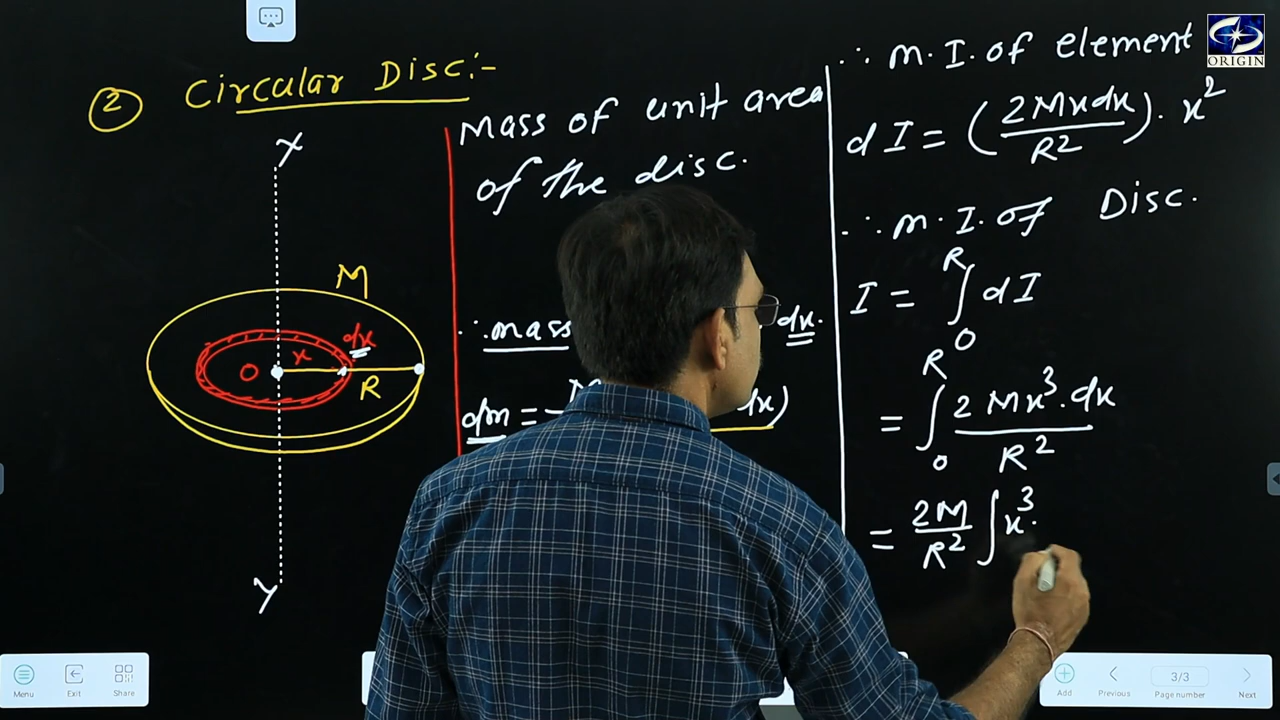 ② Circular Disc:-
X
M
dx
x
O
R
Y
Mass of unit area
of the disc.
∴ mass
dx.
dm =
dx)
∴ M.I. of element
dI = (2Mxdx/R²). x²
∴ M.I. of Disc.
I = ∫₀ᴿ dI
= ∫₀ᴿ 2Mx³.dx/R²
= 2M/R² ∫x³.
ORIGIN
Menu
Exit
Share
Add
Previous
3/3
Page number
Next